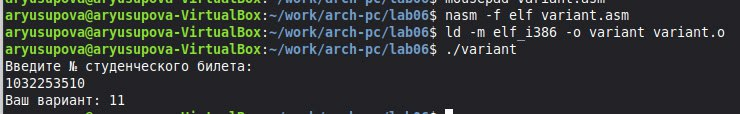 aryusupova@aryusupova-VirtualBox:~/work/arch-pc/lab06$ mousepad variant.asm
aryusupova@aryusupova-VirtualBox:~/work/arch-pc/lab06$ nasm -f elf variant.asm
aryusupova@aryusupova-VirtualBox:~/work/arch-pc/lab06$ ld -m elf_i386 -o variant variant.o
aryusupova@aryusupova-VirtualBox:~/work/arch-pc/lab06$ ./variant
Введите № студенческого билета:
1032253510
Ваш вариант: 11
aryusupova@aryusupova-VirtualBox:~/work/arch-pc/lab06$